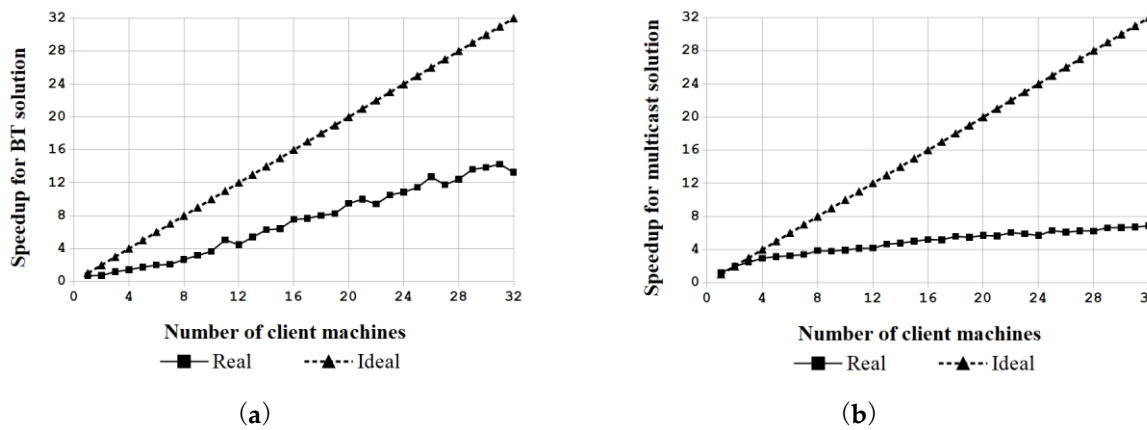 Speedup for BT solution
32
28
24
20
16
12
8
4
0
0 4 8 12 16 20 24 28 32
Number of client machines
Real Ideal
(a)
Speedup for multicast solution
32
28
24
20
16
12
8
4
0
0 4 8 12 16 20 24 28 3
Number of client machines
Real Ideal
(b)